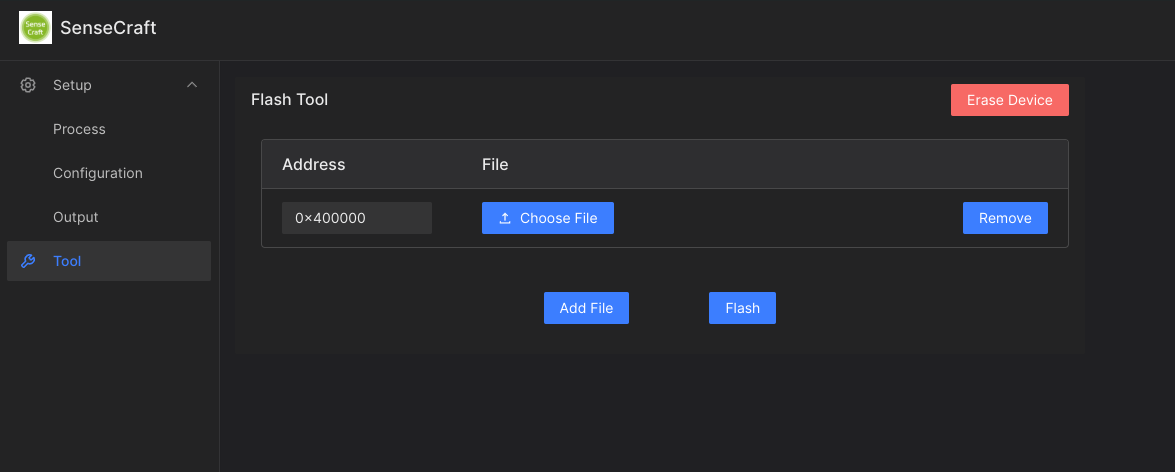 Sense
Craft
SenseCraft
Setup
Process
Configuration
Output
Tool
Flash Tool
Erase Device
Address File
0x400000 Choose File Remove
Add File Flash